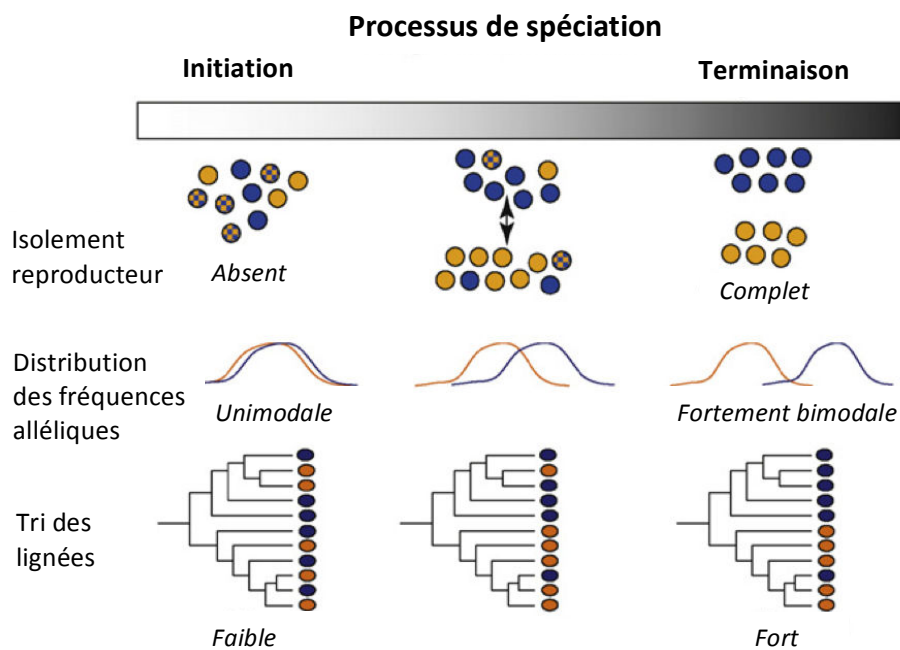 Processus de spéciation
Initiation
Terminaison
Isolement
reproducteur
Absent
Complet
Distribution
des fréquences
alléliques
Unimodale
Fortement bimodale
Tri des
lignées
Faible
Fort